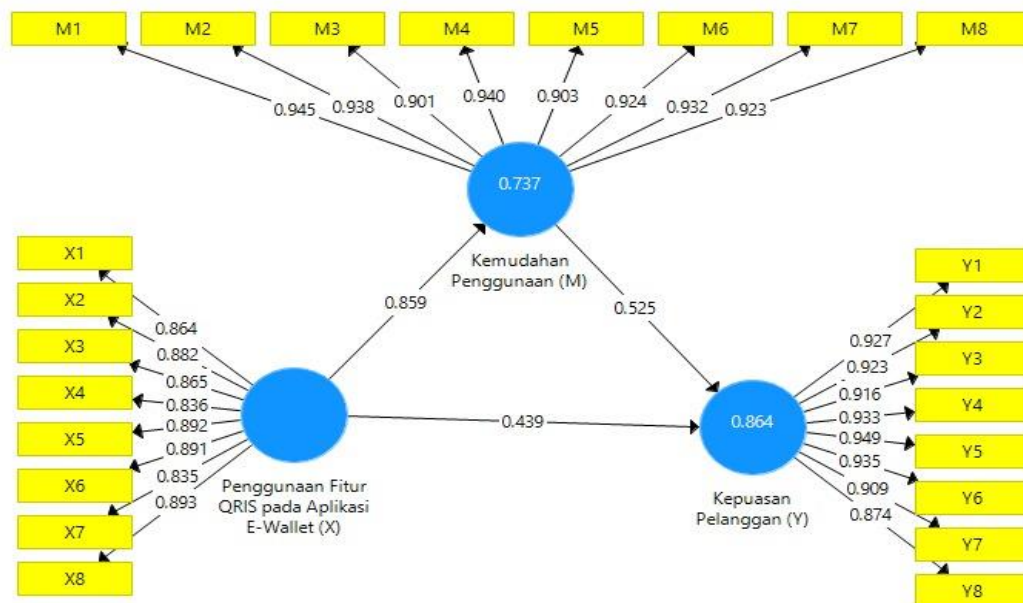 M1 M2 M3 M4 M5 M6 M7 M8
0.945 0.938 0.901 0.940 0.903 0.924 0.932 0.923
0.737
Kemudahan
Penggunaan (M)
X1
X2
X3
X4
X5
X6
X7
X8
0.864
0.882
0.865
0.836
0.892
0.891
0.835
0.893
Penggunaan Fitur
QRIS pada Aplikasi
E-Wallet (X)
0.859
0.525
0.439
0.864
Kepuasan
Pelanggan (Y)
0.927
0.923
0.916
0.933
0.949
0.935
0.909
0.874
Y1
Y2
Y3
Y4
Y5
Y6
Y7
Y8